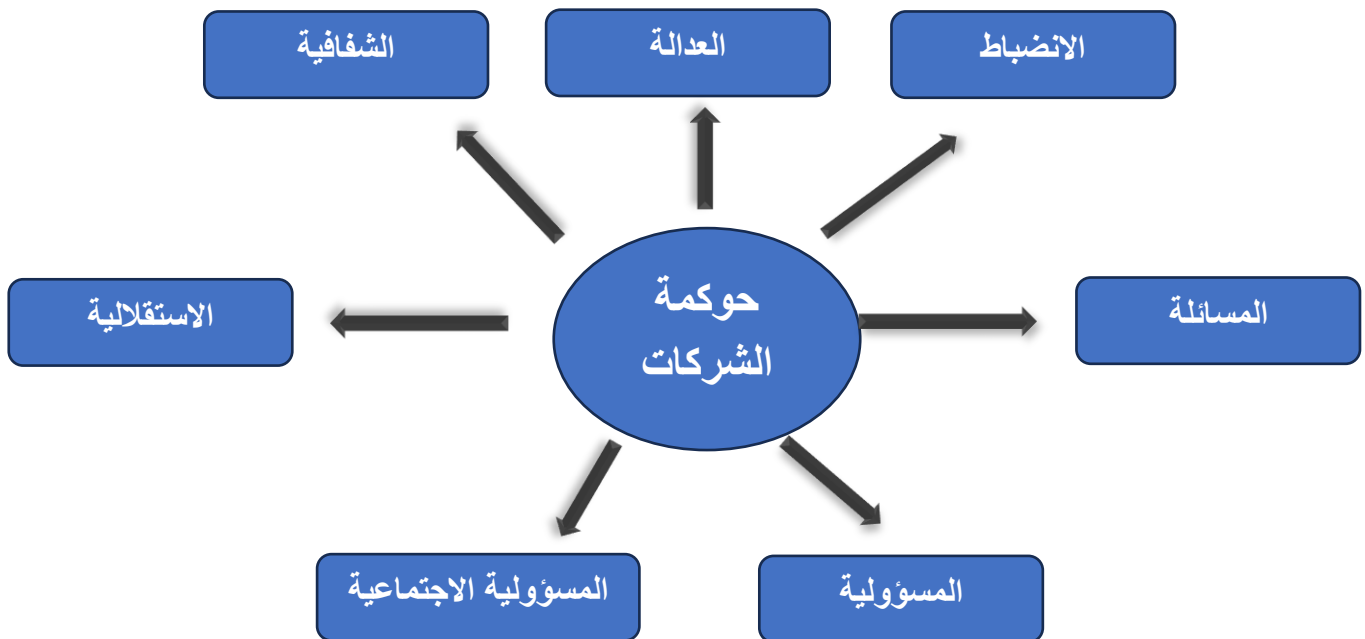 الانضباط
العدالة
الشفافية
حوكمة
الشركات
المسائلة
الاستقلالية
المسؤولية
المسؤولية الاجتماعية